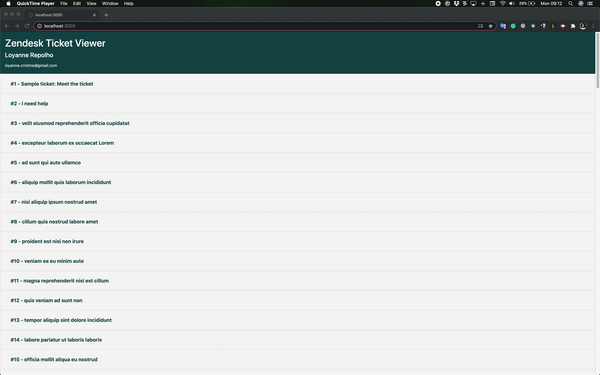 QuickTime Player File Edit View Window Help
39% Mon 09:12
localhost:3000
localhost:3000
Zendesk Ticket Viewer
Loyanne Repolho
loyanne.cristine@gmail.com
#1 - Sample ticket: Meet the ticket
#2 - I need help
#3 - velit eiusmod reprehenderit officia cupidatat
#4 - excepteur laborum ex occaecat Lorem
#5 - ad sunt qui aute ullamco
#6 - aliquip mollit quis laborum incididunt
#7 - nisi aliquip ipsum nostrud amet
#8 - cillum quis nostrud labore amet
#9 - proident est nisi non irure
#10 - veniam ea eu minim aute
#11 - magna reprehenderit nisi est cillum
#12 - quis veniam ad sunt non
#13 - tempor aliquip sint dolore incididunt
#14 - labore pariatur ut laboris laboris
#15 - officia mollit aliqua eu nostrud